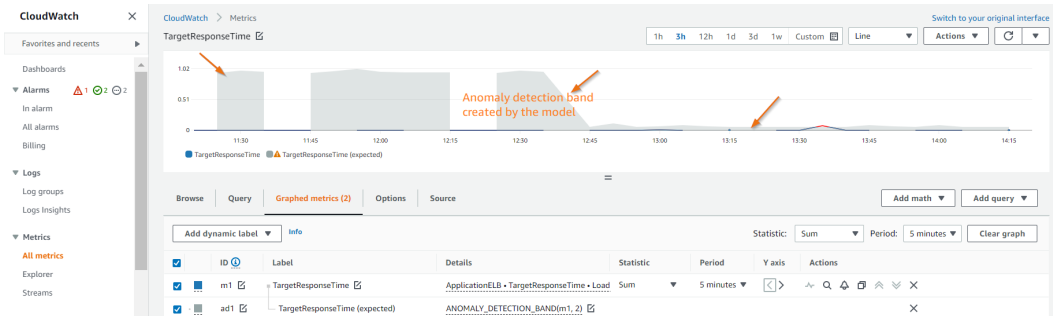 CloudWatch
Favorites and recents
Dashboards
Alarms 1 2 2
In alarm
All alarms
Billing
Logs
Log groups
Logs Insights
Metrics
All metrics
Explorer
Streams
CloudWatch > Metrics
Switch to your original interface
TargetResponseTime
1h 3h 12h 1d 3d 1w Custom Line Actions
1.02
0.51
0
Anomaly detection band
created by the model
11:30 11:45 12:00 12:15 12:30 12:45 13:00 13:15 13:30 13:45 14:00 14:15
TargetResponseTime TargetResponseTime (expected)
Browse Query Graphed metrics (2) Options Source Add math Add query
Add dynamic label Info Statistic: Sum Period: 5 minutes Clear graph
ID Label Details Statistic Period Y axis Actions
m1 TargetResponseTime ApplicationELB • TargetResponseTime • Load Sum 5 minutes
ad1 TargetResponseTime (expected) ANOMALY_DETECTION_BAND(m1, 2)